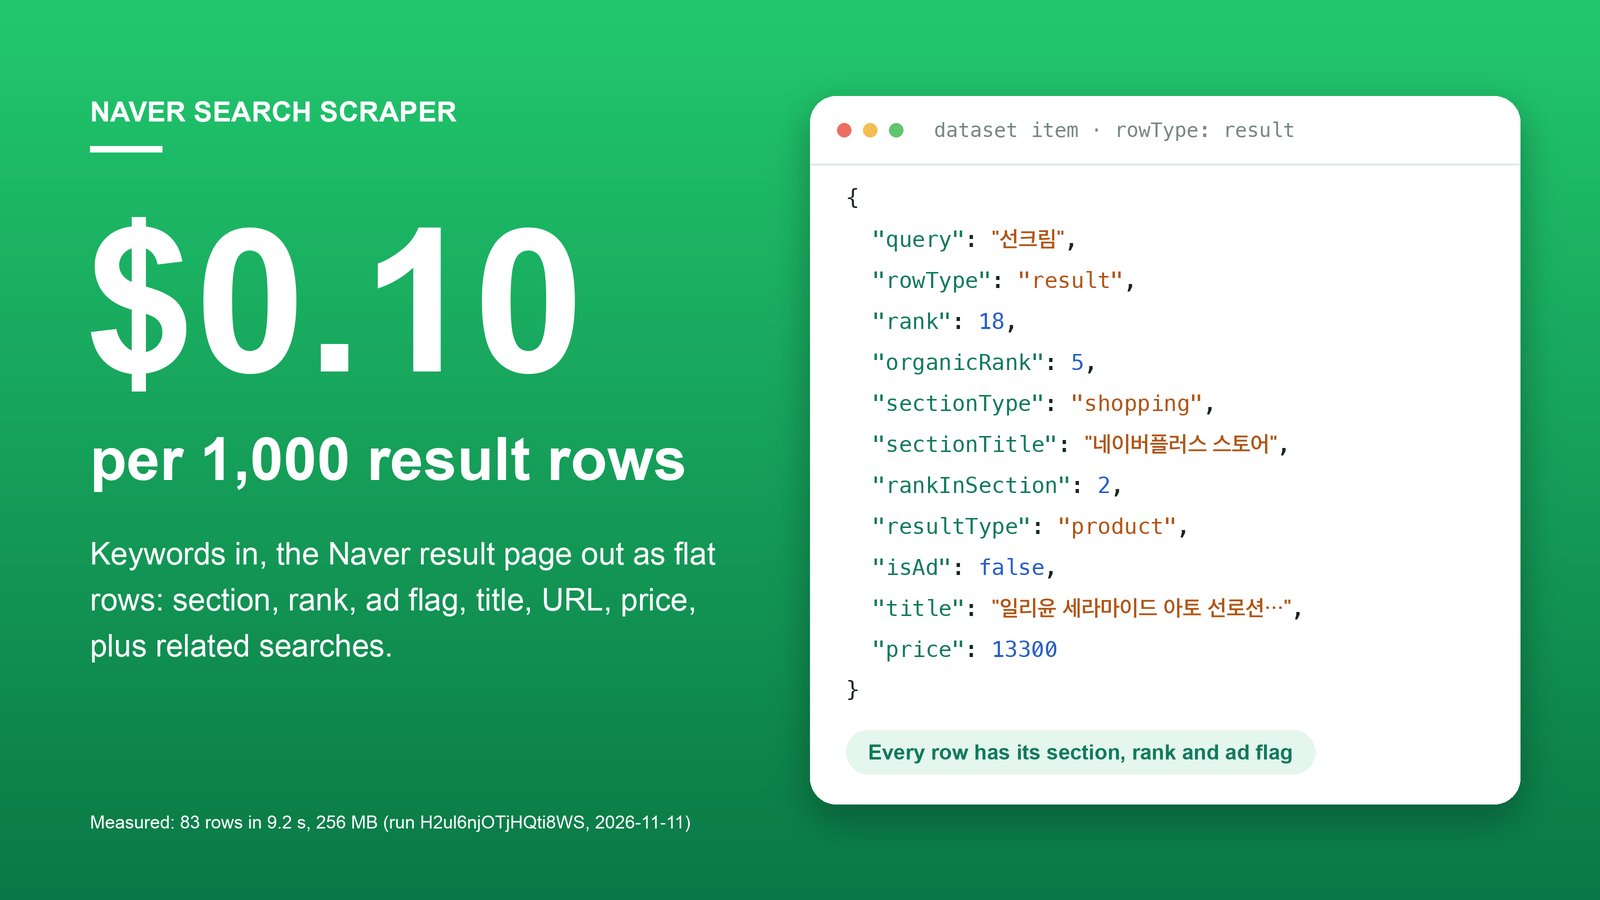 NAVER SEARCH SCRAPER
$0.10
per 1,000 result rows
Keywords in, the Naver result page out as flat
rows: section, rank, ad flag, title, URL, price,
plus related searches.
Measured: 83 rows in 9.2 s, 256 MB (run H2ul6njOTjHQti8WS, 2026-11-11)
dataset item · rowType: result
{
"query": "선크림",
"rowType": "result",
"rank": 18,
"organicRank": 5,
"sectionType": "shopping",
"sectionTitle": "네이버플러스 스토어",
"rankInSection": 2,
"resultType": "product",
"isAd": false,
"title": "일리윤 세라마이드 아토 선로션…",
"price": 13300
}
Every row has its section, rank and ad flag